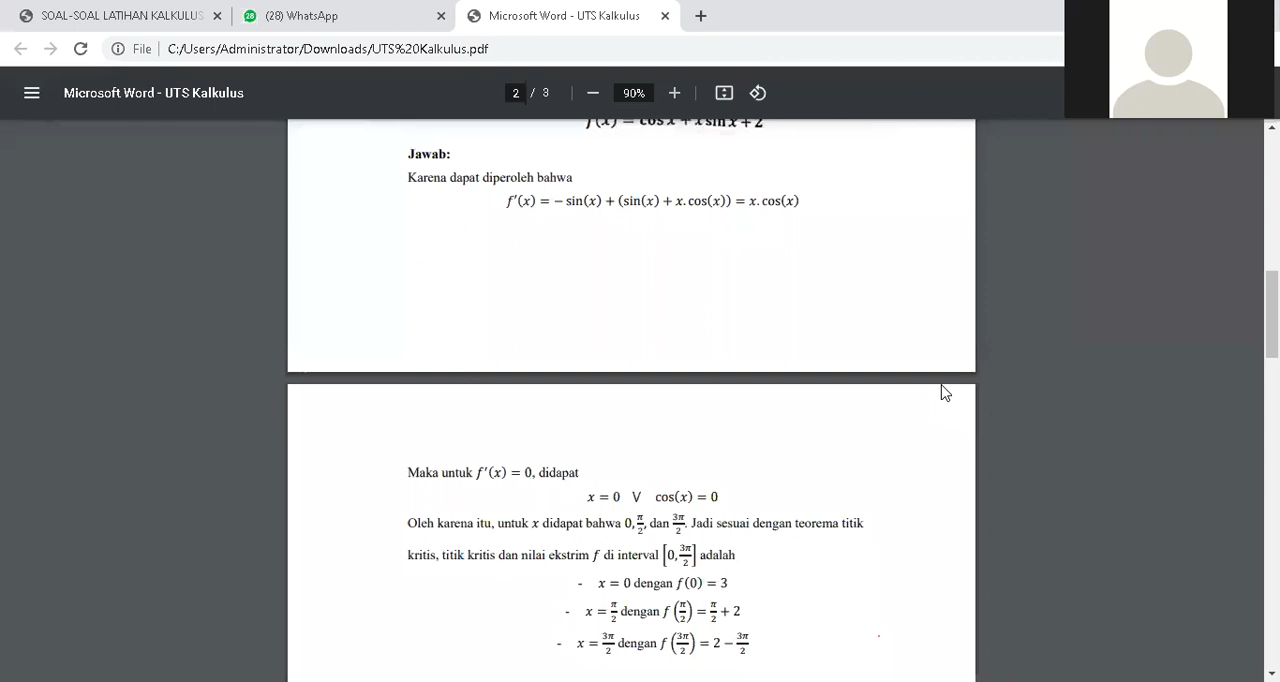 SOAL-SOAL LATIHAN KALKULUS
28 (28) WhatsApp
Microsoft Word - UTS Kalkulus
File C:/Users/Administrator/Downloads/UTS%20Kalkulus.pdf
Microsoft Word - UTS Kalkulus
2 / 3
90%
f(x) = cos x + x sin x + 2
Jawab:
Karena dapat diperoleh bahwa
f'(x) = − sin(x) + (sin(x) + x. cos(x)) = x. cos(x)
Maka untuk f'(x) = 0, didapat
x = 0 V cos(x) = 0
Oleh karena itu, untuk x didapat bahwa 0, π/2, dan 3π/2. Jadi sesuai dengan teorema titik
kritis, titik kritis dan nilai ekstrim f di interval [0, 3π/2] adalah
- x = 0 dengan f(0) = 3
- x = π/2 dengan f(π/2) = π/2 + 2
- x = 3π/2 dengan f(3π/2) = 2 − 3π/2